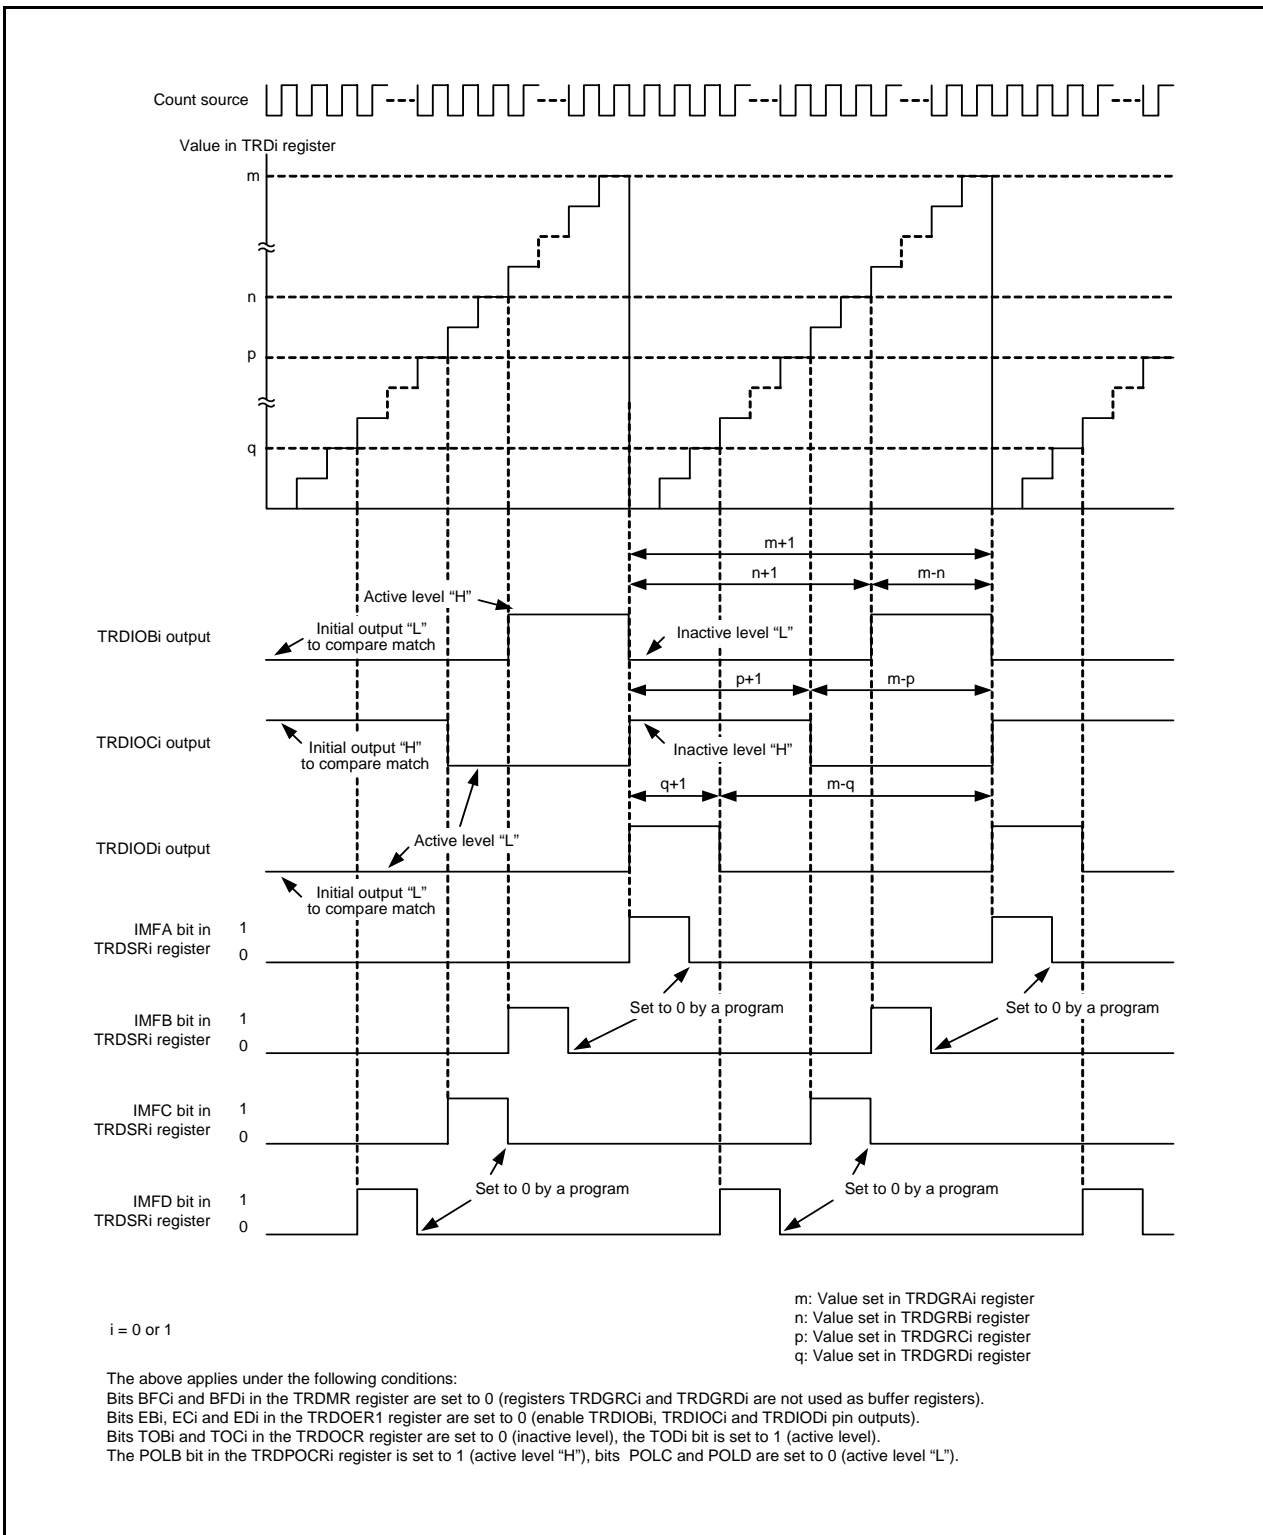 Count source
Value in TRDi register
m
n
p
q
m+1
n+1
m-n
Active level “H”
TRDIOBi output
Initial output “L”
to compare match
Inactive level “L”
p+1
m-p
TRDIOCi output
Initial output “H”
to compare match
Inactive level “H”
q+1
m-q
Active level “L”
TRDIODi output
Initial output “L”
to compare match
IMFA bit in
TRDSRi register
1
0
Set to 0 by a program
Set to 0 by a program
IMFB bit in
TRDSRi register
1
0
IMFC bit in
TRDSRi register
1
0
Set to 0 by a program
Set to 0 by a program
IMFD bit in
TRDSRi register
1
0
m: Value set in TRDGRAi register
n: Value set in TRDGRBi register
p: Value set in TRDGRCi register
q: Value set in TRDGRDi register
i = 0 or 1
The above applies under the following conditions:
Bits BFCi and BFDi in the TRDMR register are set to 0 (registers TRDGRCi and TRDGRDi are not used as buffer registers).
Bits EBi, ECi and EDi in the TRDOER1 register are set to 0 (enable TRDIOBi, TRDIOCi and TRDIODi pin outputs).
Bits TOBi and TOCi in the TRDOCR register are set to 0 (inactive level), the TODi bit is set to 1 (active level).
The POLB bit in the TRDPOCRi register is set to 1 (active level “H”), bits POLC and POLD are set to 0 (active level “L”).